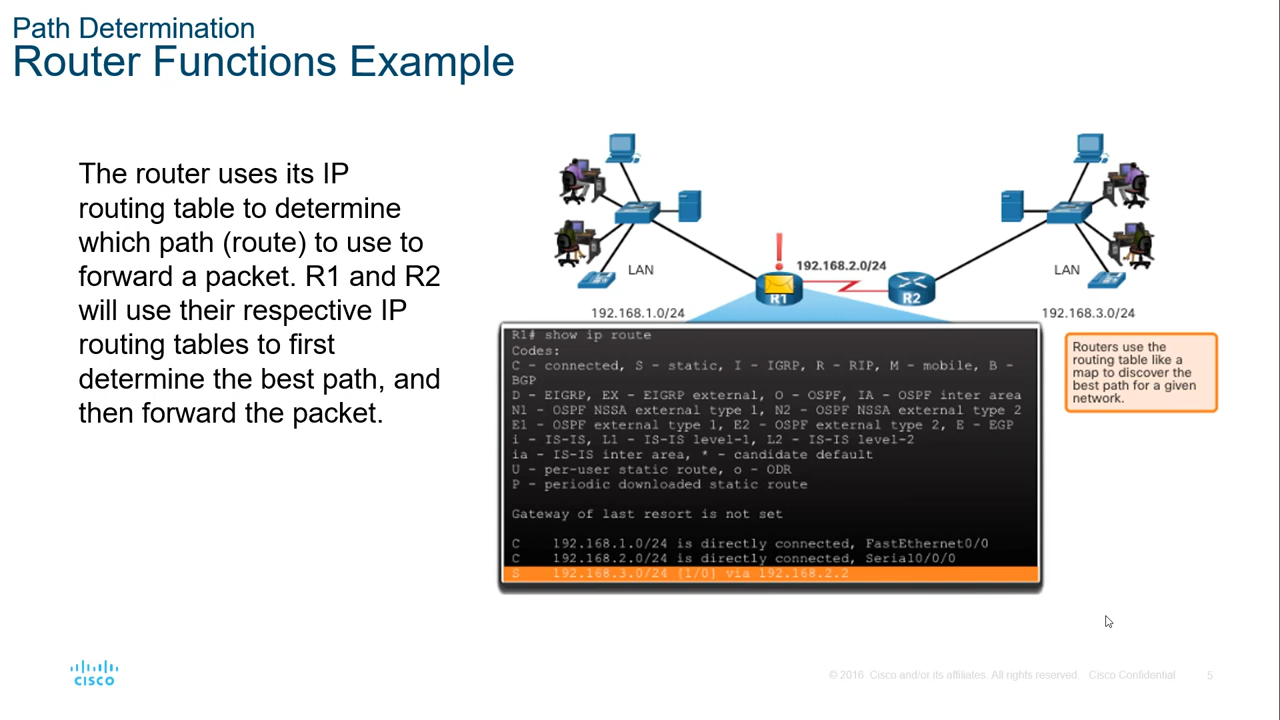 Path Determination
Router Functions Example
The router uses its IP
routing table to determine
which path (route) to use to
forward a packet. R1 and R2
will use their respective IP
routing tables to first
determine the best path, and
then forward the packet.
LAN
192.168.1.0/24
R1
192.168.2.0/24
R2
LAN
192.168.3.0/24
R1# show ip route
Codes:
C - connected, S - static, I - IGRP, R - RIP, M - mobile, B -
BGP
D - EIGRP, EX - EIGRP external, O - OSPF, IA - OSPF inter area
N1 - OSPF NSSA external type 1, N2 - OSPF NSSA external type 2
E1 - OSPF external type 1, E2 - OSPF external type 2, E - EGP
i - IS-IS, L1 - IS-IS level-1, L2 - IS-IS level-2
ia - IS-IS inter area, * - candidate default
U - per-user static route, o - ODR
P - periodic downloaded static route
Gateway of last resort is not set
C 192.168.1.0/24 is directly connected, FastEthernet0/0
C 192.168.2.0/24 is directly connected, Serial0/0/0
S 192.168.3.0/24 [1/0] via 192.168.2.2
Routers use the
routing table like a
map to discover the
best path for a given
network.
CISCO
© 2016 Cisco and/or its affiliates. All rights reserved. Cisco Confidential 5